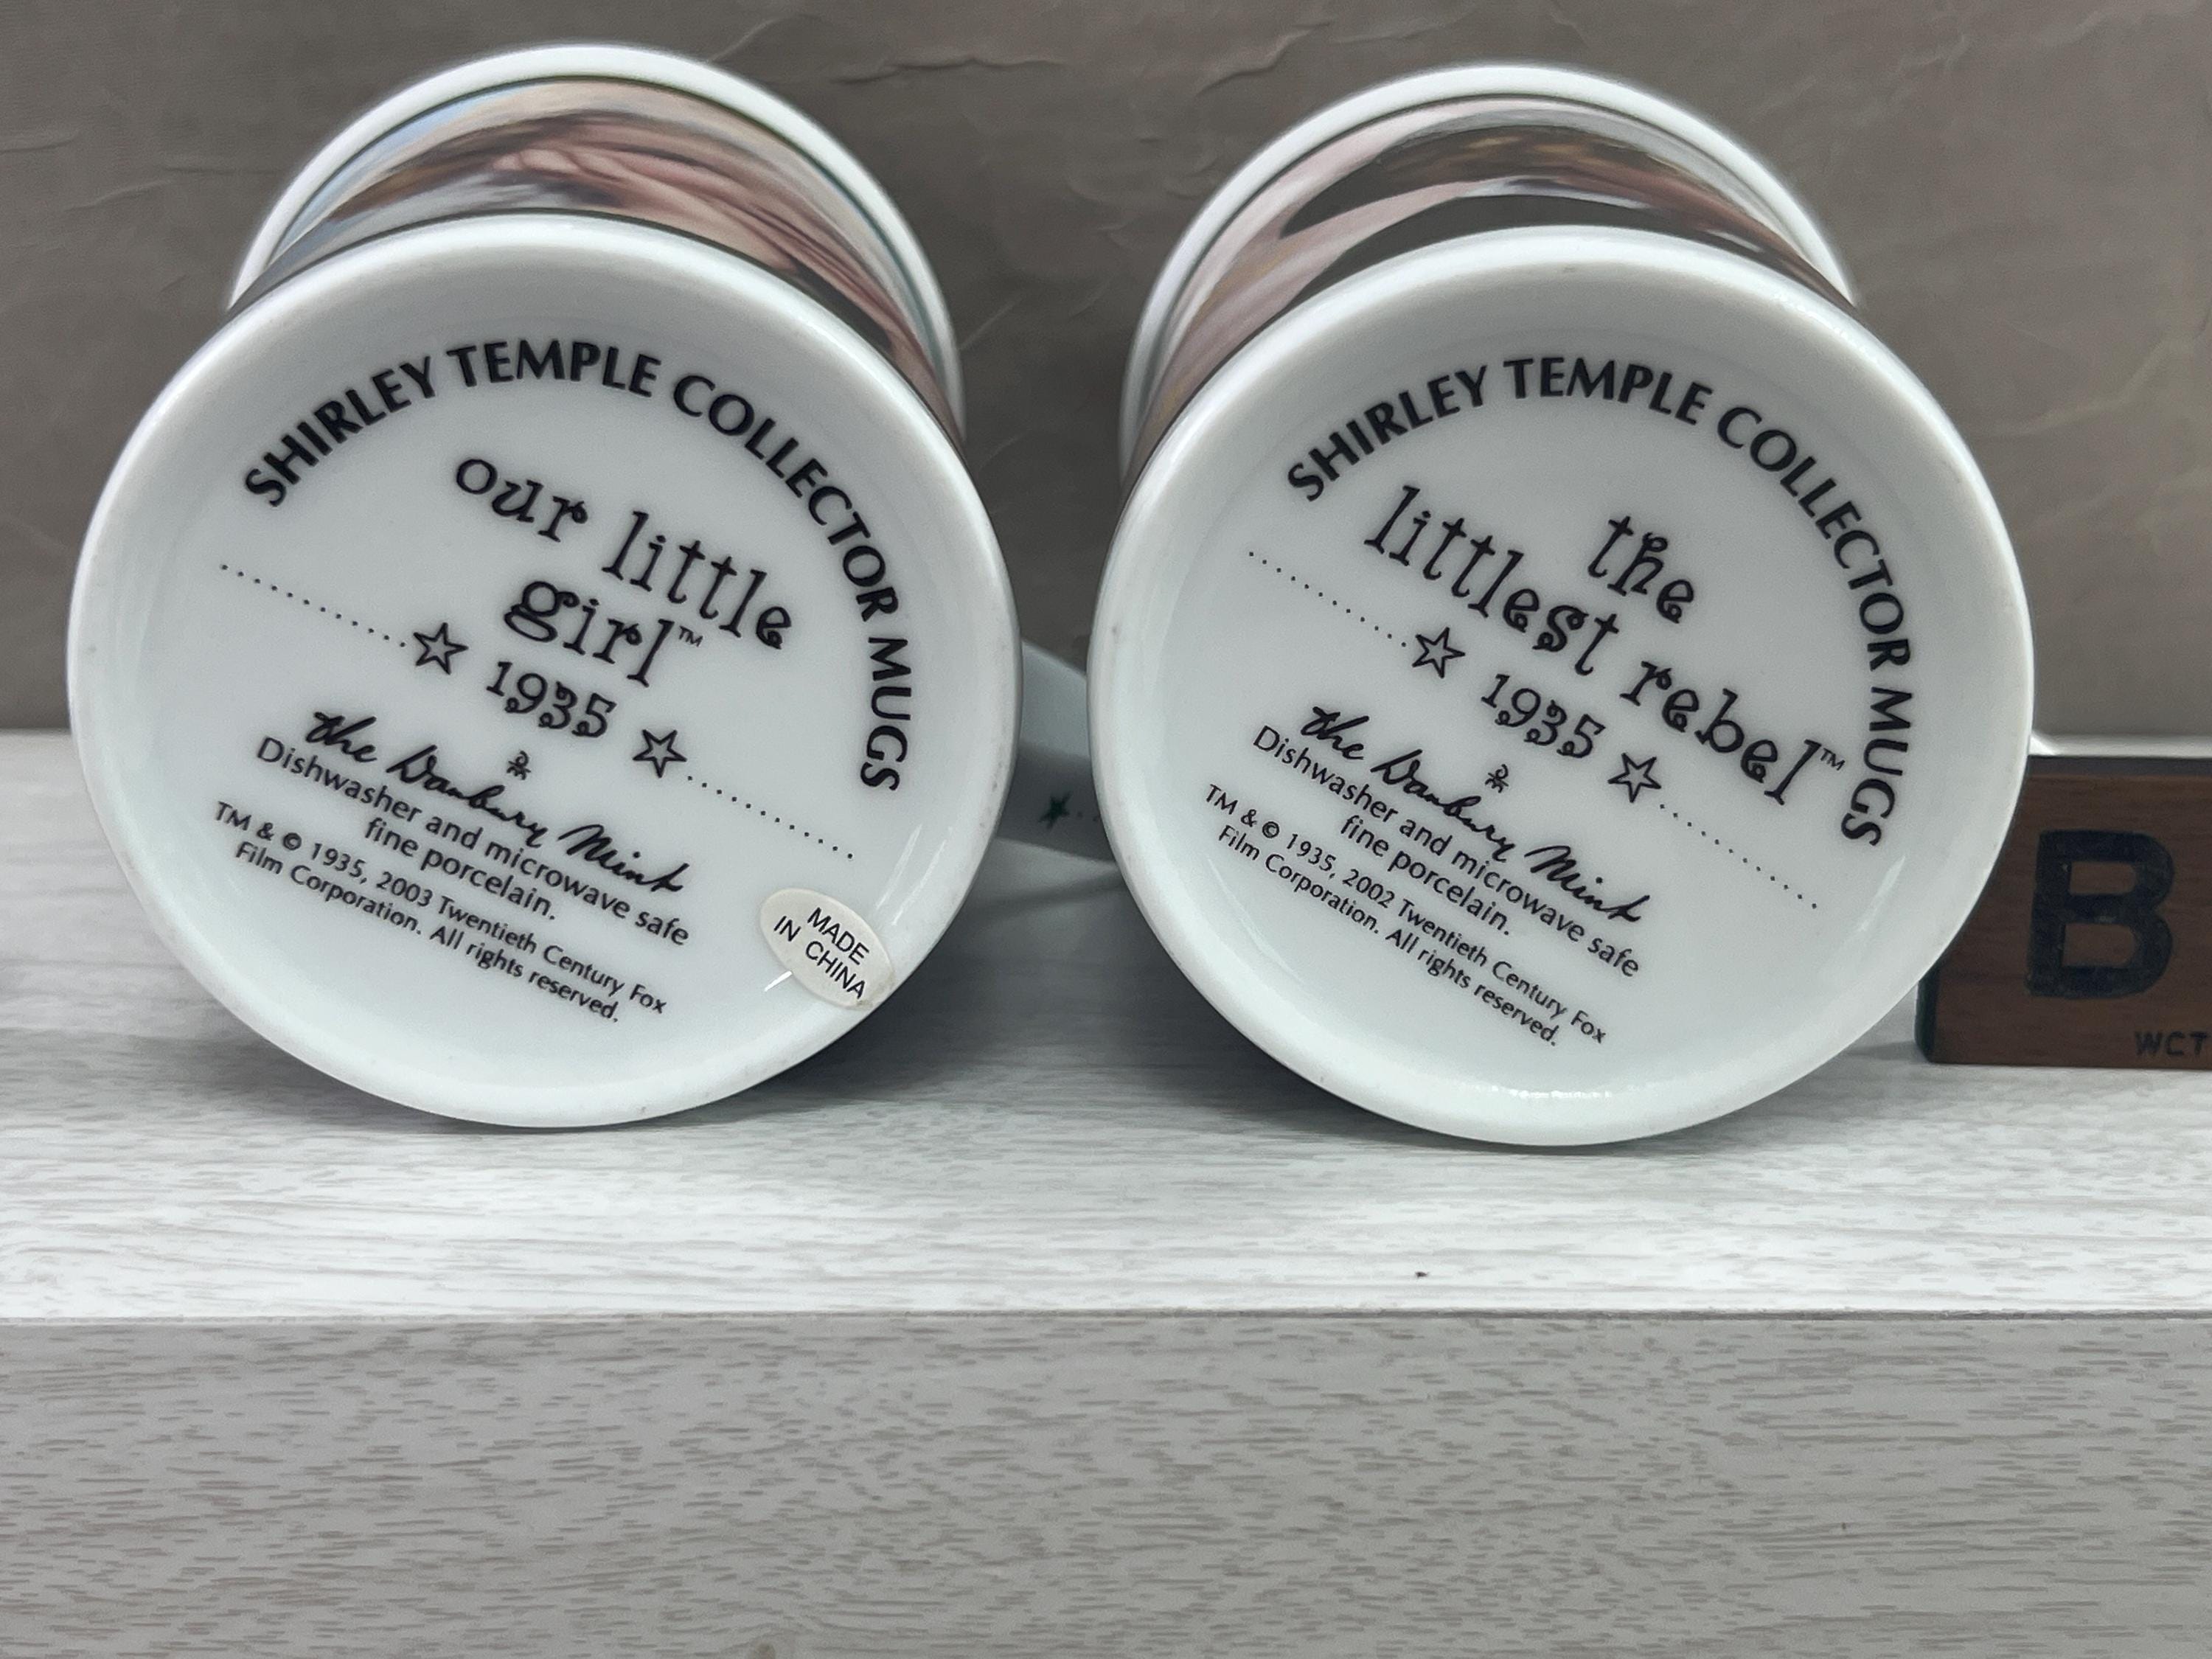 SHIRLEY TEMPLE COLLECTOR MUGS
our little
girl™
☆ 1935 ☆
the Danbury Mint
Dishwasher and microwave safe
fine porcelain.
TM & © 1935, 2003 Twentieth Century Fox
Film Corporation. All rights reserved.
MADE
IN CHINA
SHIRLEY TEMPLE COLLECTOR MUGS
the
littlest rebel™
☆ 1935 ☆
the Danbury Mint
Dishwasher and microwave safe
fine porcelain.
TM & © 1935, 2002 Twentieth Century Fox
Film Corporation. All rights reserved.
B
WCT